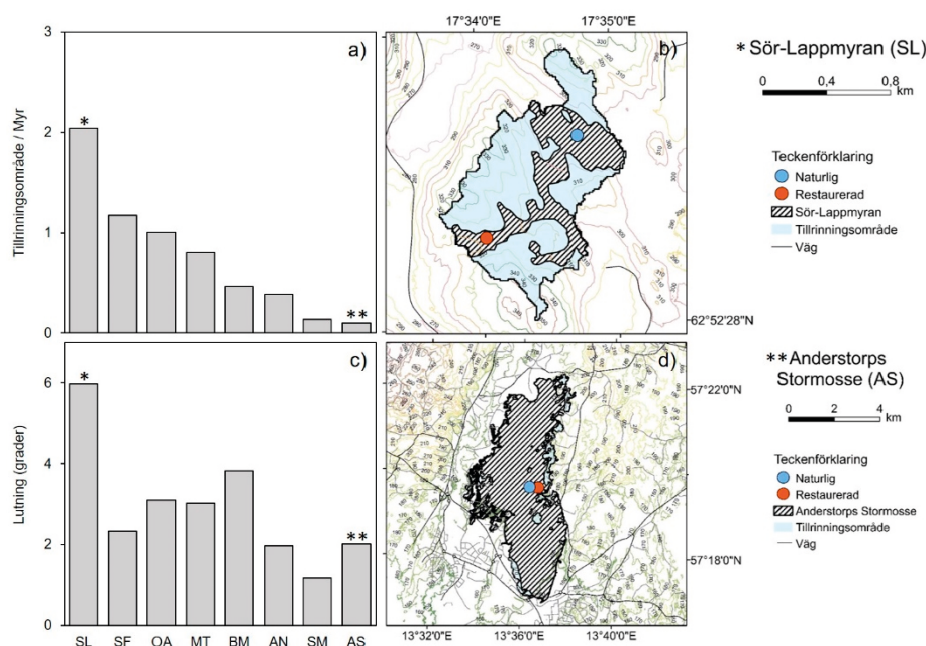 17°34'0"E
17°35'0"E
3
2
1
0
Tillrinningsområde / Myr
a)
*
**
b)
62°52'28"N
* Sör-Lappmyran (SL)
0 0,4 0,8
km
Teckenförklaring
Naturlig
Restaurerad
Sör-Lappmyran
Tillrinningsområde
Väg
6
4
2
0
Lutning (grader)
c)
*
**
SL SF OA MT BM AN SM AS
d)
57°22'0"N
57°18'0"N
13°32'0"E 13°36'0"E 13°40'0"E
**Anderstorps
Stormosse (AS)
0 2 4
km
Teckenförklaring
Naturlig
Restaurerad
Anderstorps Stormosse
Tillrinningsområde
Väg